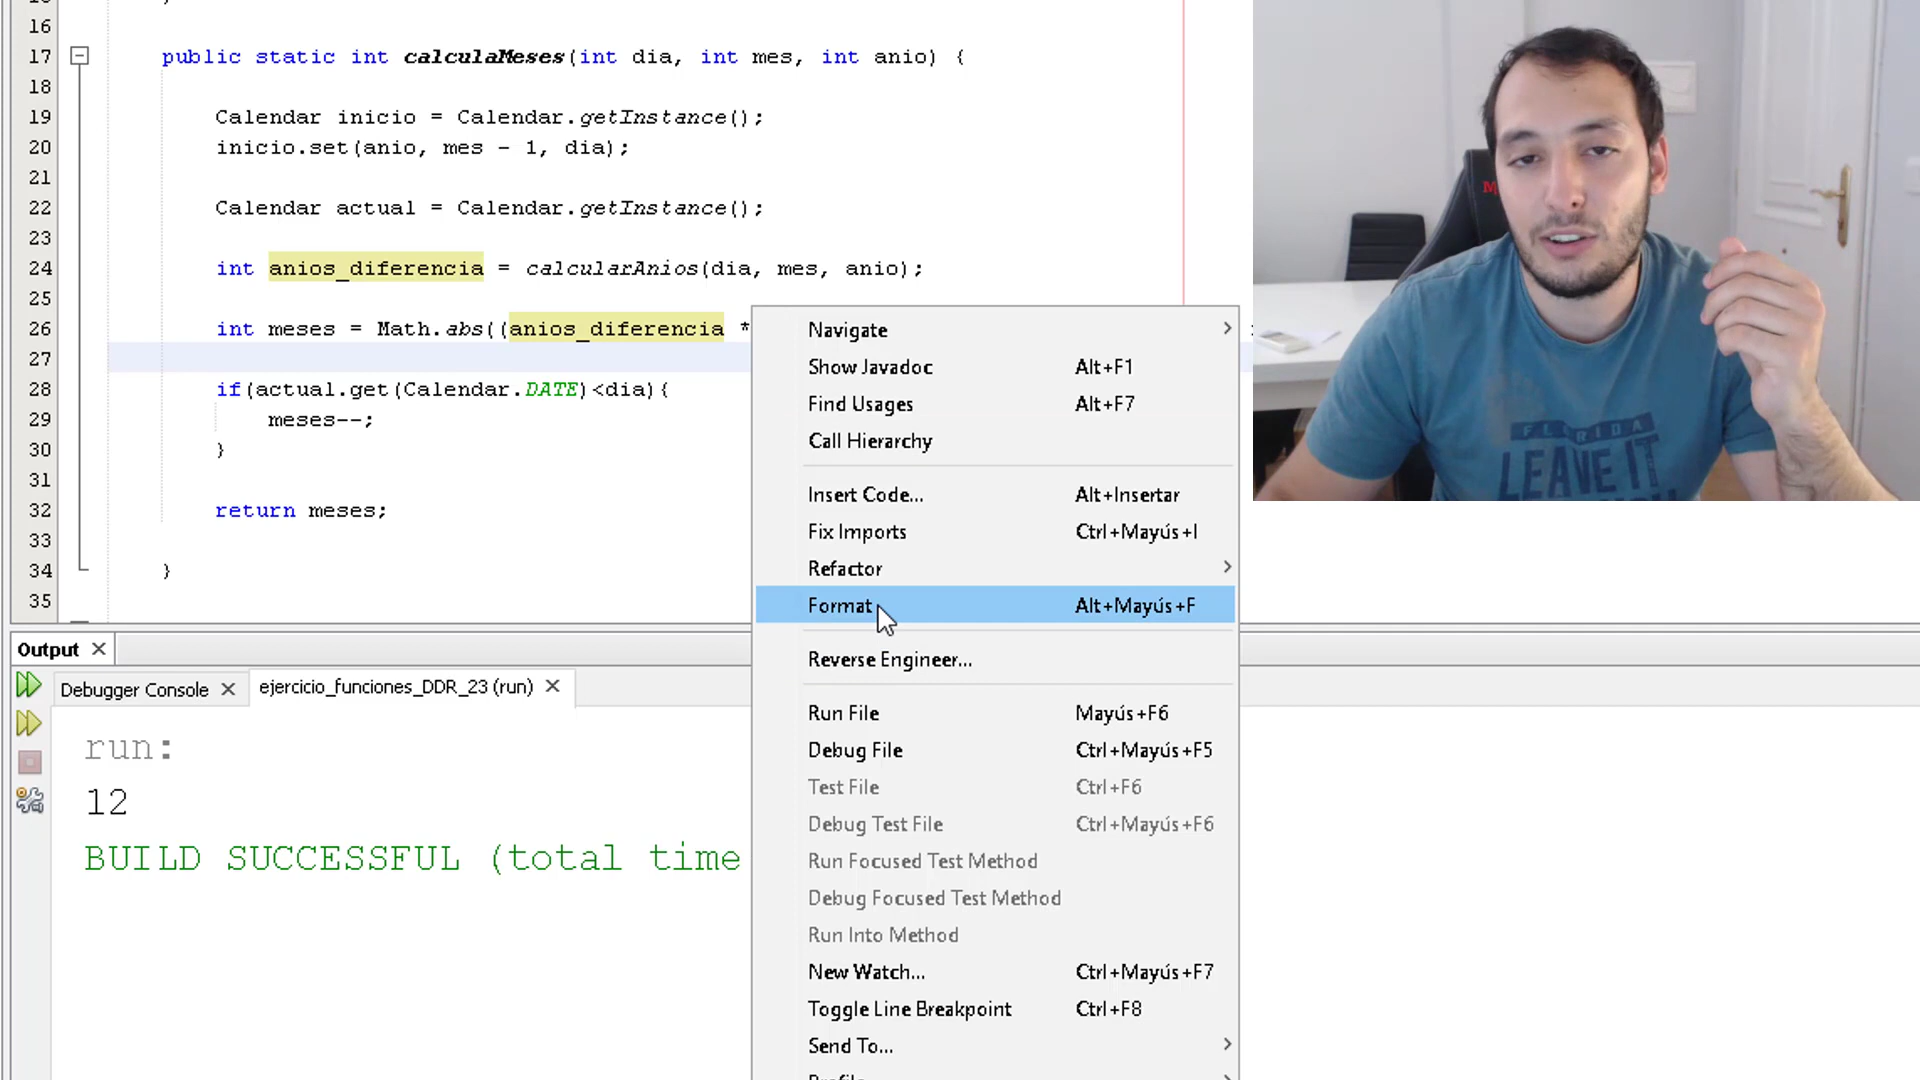 16
17 public static int calculaMeses(int dia, int mes, int anio) {
18
19 Calendar inicio = Calendar.getInstance();
20 inicio.set(anio, mes - 1, dia);
21
22 Calendar actual = Calendar.getInstance();
23
24 int anios_diferencia = calcularAnios(dia, mes, anio);
25
26 int meses = Math.abs((anios_diferencia *
27
28 if(actual.get(Calendar.DATE)<dia){
29 meses--;
30 }
31
32 return meses;
33
34 }
35
Navigate
Show Javadoc Alt+F1
Find Usages Alt+F7
Call Hierarchy
Insert Code... Alt+Insertar
Fix Imports Ctrl+Mayús+I
Refactor
Format Alt+Mayús+F
Reverse Engineer...
Run File Mayús+F6
Debug File Ctrl+Mayús+F5
Test File Ctrl+F6
Debug Test File Ctrl+Mayús+F6
Run Focused Test Method
Debug Focused Test Method
Run Into Method
New Watch... Ctrl+Mayús+F7
Toggle Line Breakpoint Ctrl+F8
Send To...
Output
Debugger Console ejercicio_funciones_DDR_23 (run)
run:
12
BUILD SUCCESSFUL (total time
M
FLORIDA
LEAVE IT